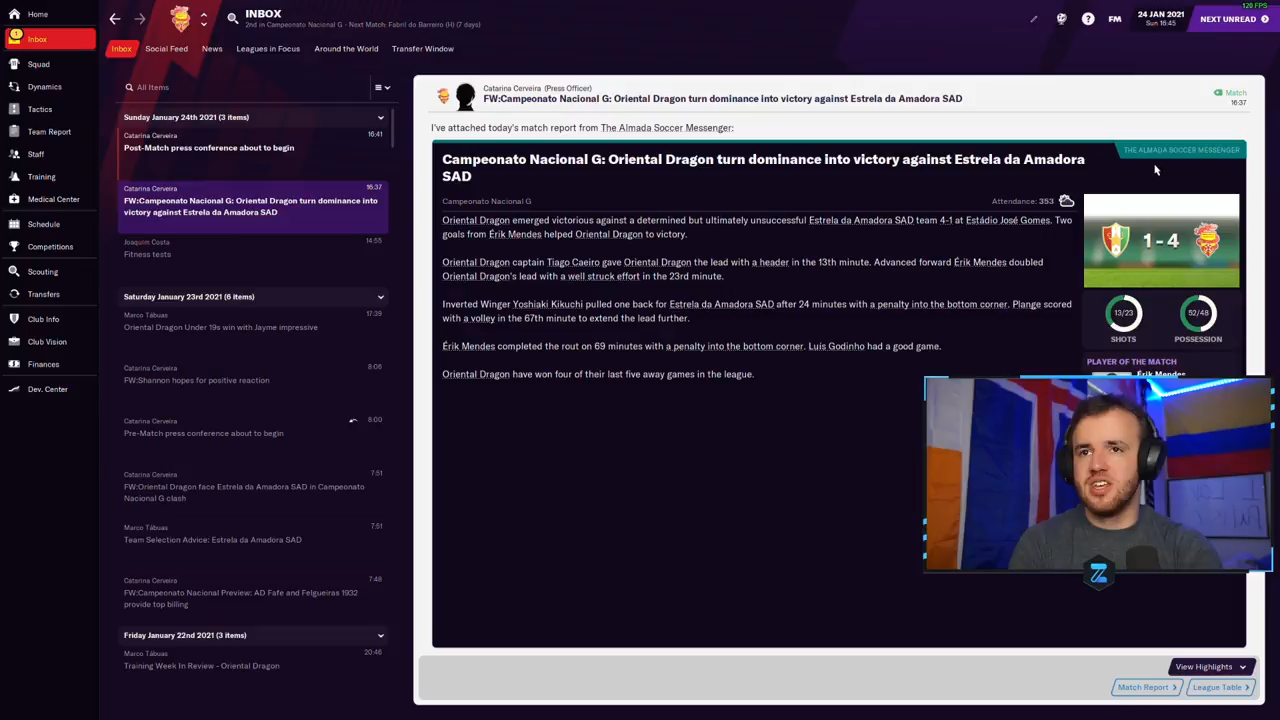 120 FPS
Home
Inbox
Squad
Dynamics
Tactics
Team Report
Staff
Training
Medical Center
Schedule
Competitions
Scouting
Transfers
Club Info
Club Vision
Finances
Dev. Center
INBOX
2nd in Campeonato Nacional G - Next Match: Fabril do Barreiro (H) (7 days)
FM
24 JAN 2021
Sun 16:45
NEXT UNREAD
Inbox
Social Feed
News
Leagues in Focus
Around the World
Transfer Window
All Items
Sunday January 24th 2021 (3 items)
Catarina Cerveira 16:41
Post-Match press conference about to begin
Catarina Cerveira 16:37
FW:Campeonato Nacional G: Oriental Dragon turn dominance into victory against Estrela da Amadora SAD
Joaquim Costa 14:55
Fitness tests
Saturday January 23rd 2021 (6 items)
Marco Tábuas 17:39
Oriental Dragon Under 19s win with Jayme impressive
Catarina Cerveira 8:06
FW:Shannon hopes for positive reaction
Catarina Cerveira 8:00
Pre-Match press conference about to begin
Catarina Cerveira 7:51
FW:Oriental Dragon face Estrela da Amadora SAD in Campeonato
Nacional G clash
Marco Tábuas 7:51
Team Selection Advice: Estrela da Amadora SAD
Catarina Cerveira 7:48
FW:Campeonato Nacional Preview: AD Fafe and Felgueiras 1932
provide top billing
Friday January 22nd 2021 (3 items)
Marco Tábuas 20:46
Training Week In Review - Oriental Dragon
Catarina Cerveira (Press Officer)
FW:Campeonato Nacional G: Oriental Dragon turn dominance into victory against Estrela da Amadora SAD
Match
16:37
I've attached today's match report from The Almada Soccer Messenger:
THE ALMADA SOCCER MESSENGER
Campeonato Nacional G: Oriental Dragon turn dominance into victory against Estrela da Amadora
SAD
Campeonato Nacional G
Attendance: 353
Oriental Dragon emerged victorious against a determined but ultimately unsuccessful Estrela da Amadora SAD team 4-1 at Estádio José Gomes. Two
goals from Érik Mendes helped Oriental Dragon to victory.
Oriental Dragon captain Tiago Caeiro gave Oriental Dragon the lead with a header in the 13th minute. Advanced forward Érik Mendes doubled
Oriental Dragon's lead with a well struck effort in the 23rd minute.
Inverted Winger Yoshiaki Kikuchi pulled one back for Estrela da Amadora SAD after 24 minutes with a penalty into the bottom corner. Plange scored
with a volley in the 67th minute to extend the lead further.
Érik Mendes completed the rout on 69 minutes with a penalty into the bottom corner. Luís Godinho had a good game.
Oriental Dragon have won four of their last five away games in the league.
1 - 4
13/23
52/48
SHOTS
POSSESSION
PLAYER OF THE MATCH
Érik Mendes
View Highlights
Match Report
League Table